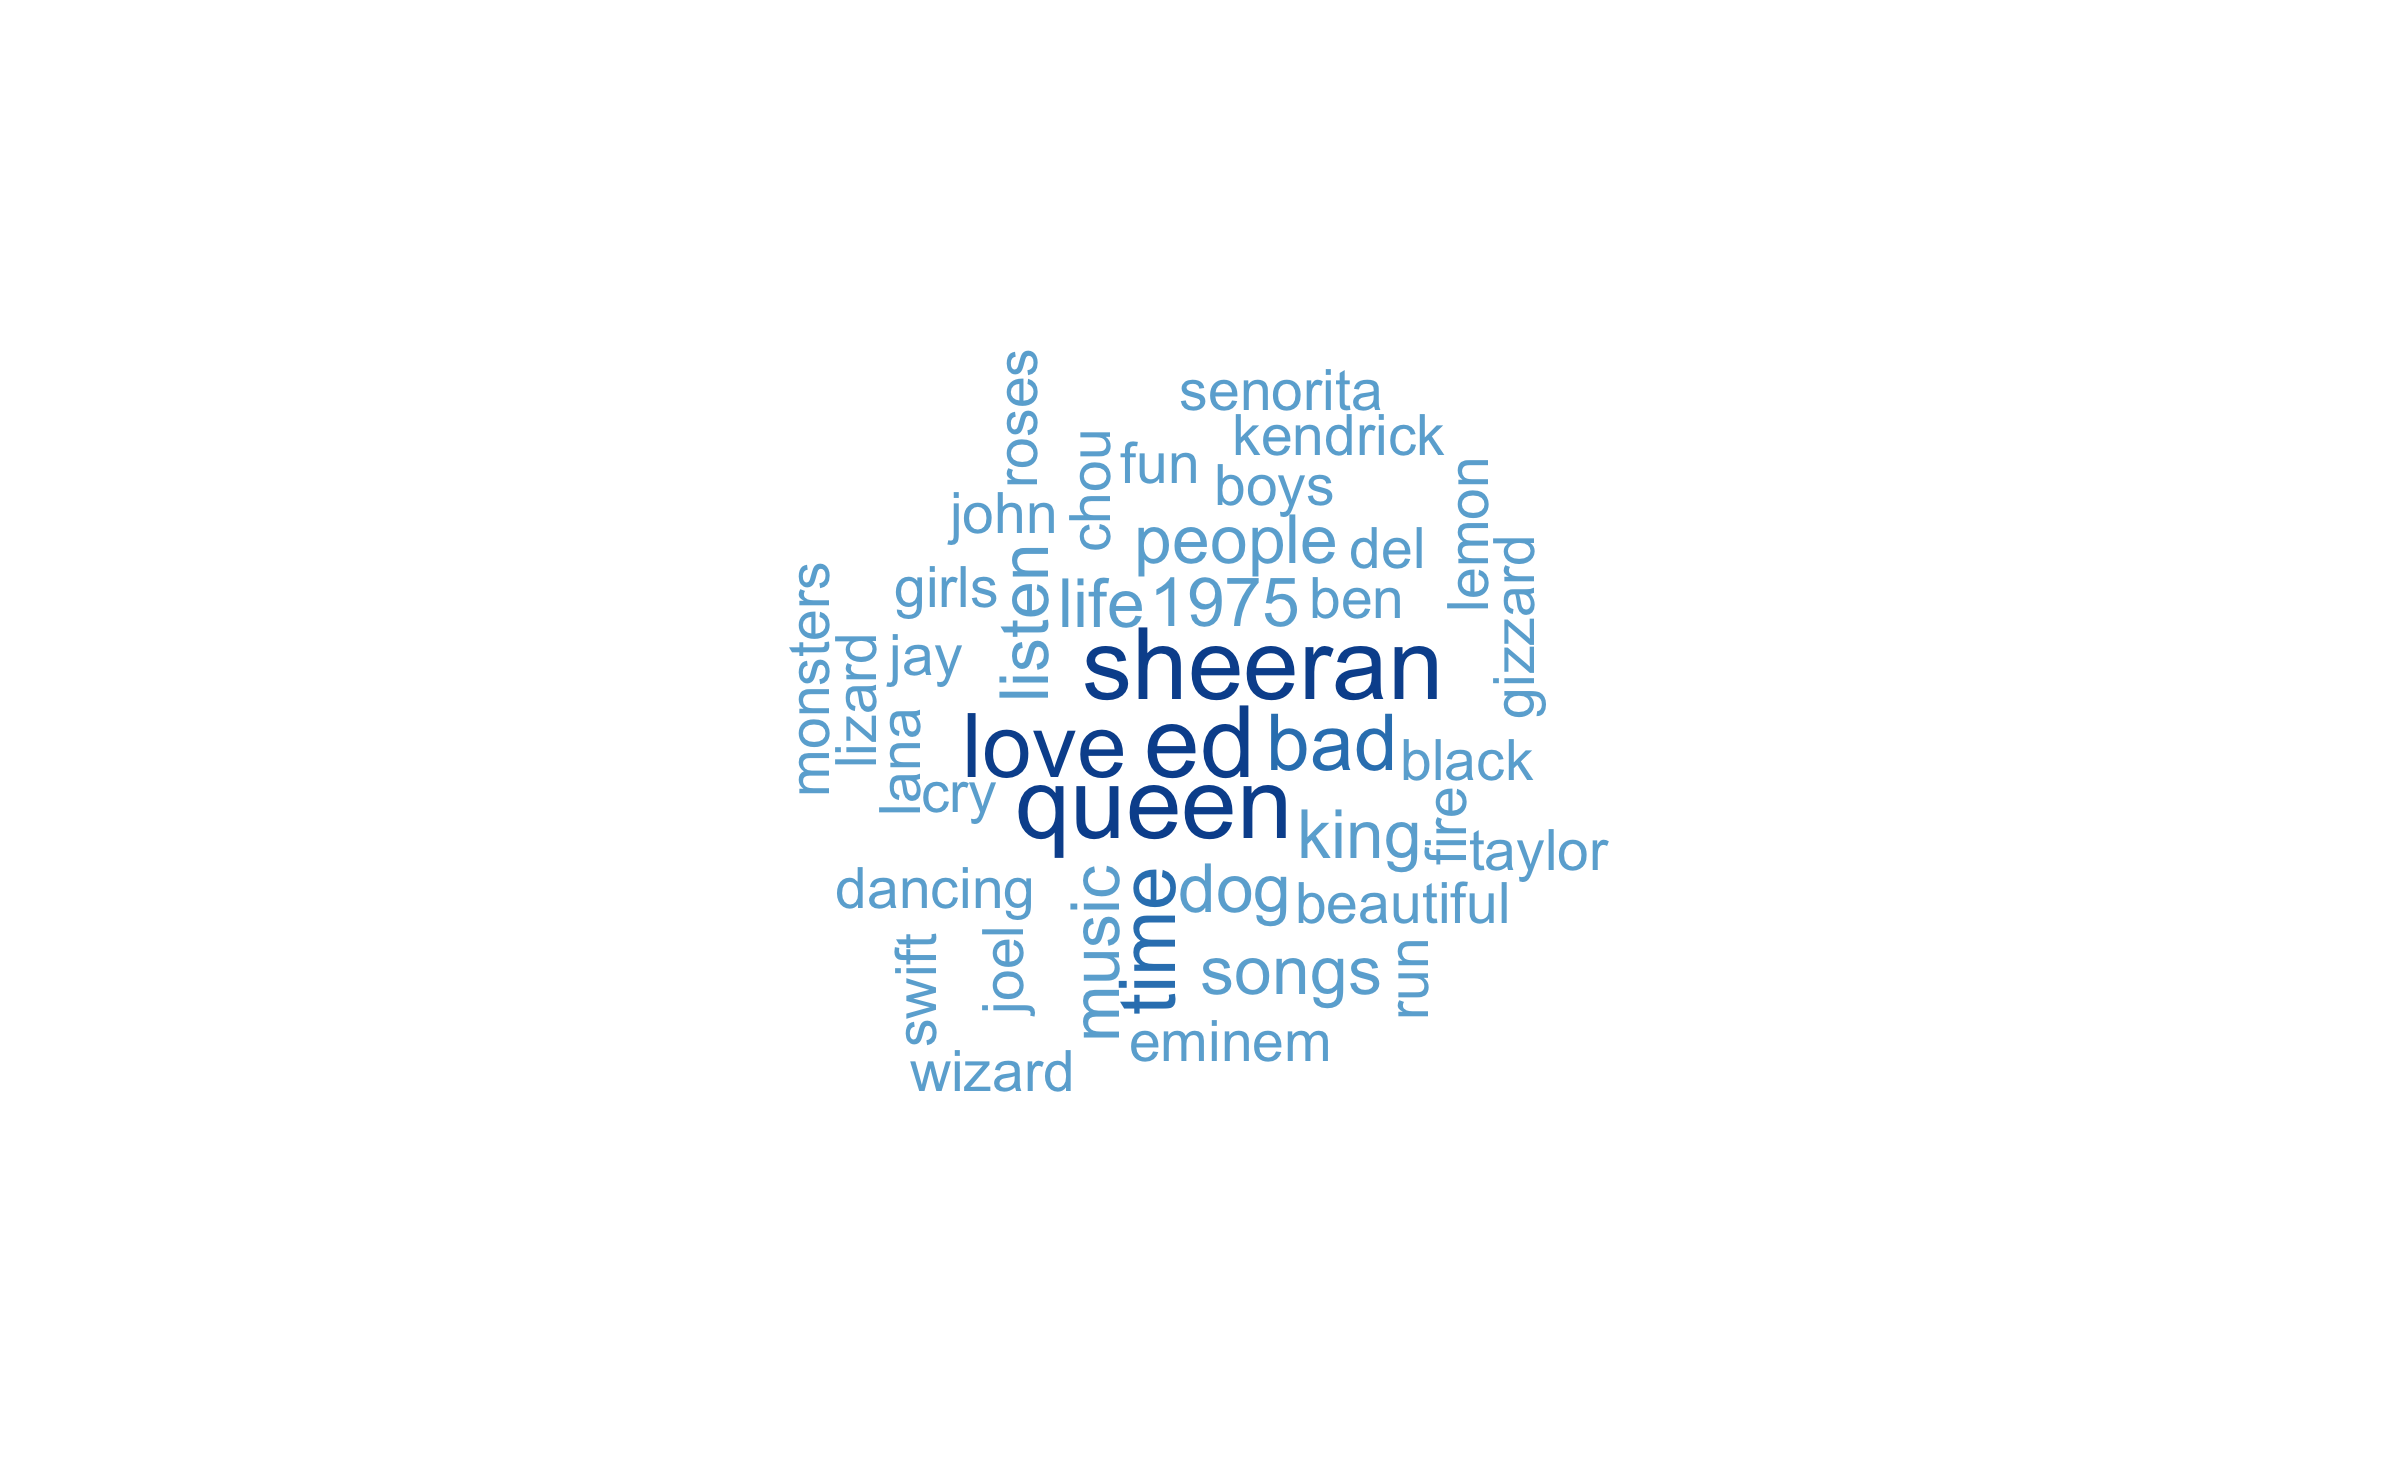 roses
senorita
kendrick
chou
fun
boys
lemon
john
people
del
gizzard
listen
monsters
girls
life
1975
ben
lizard
jay
sheeran
lana
love
ed
bad
black
cry
queen
king
fire
taylor
dancing
music
time
dog
beautiful
swift
joel
songs
run
eminem
wizard